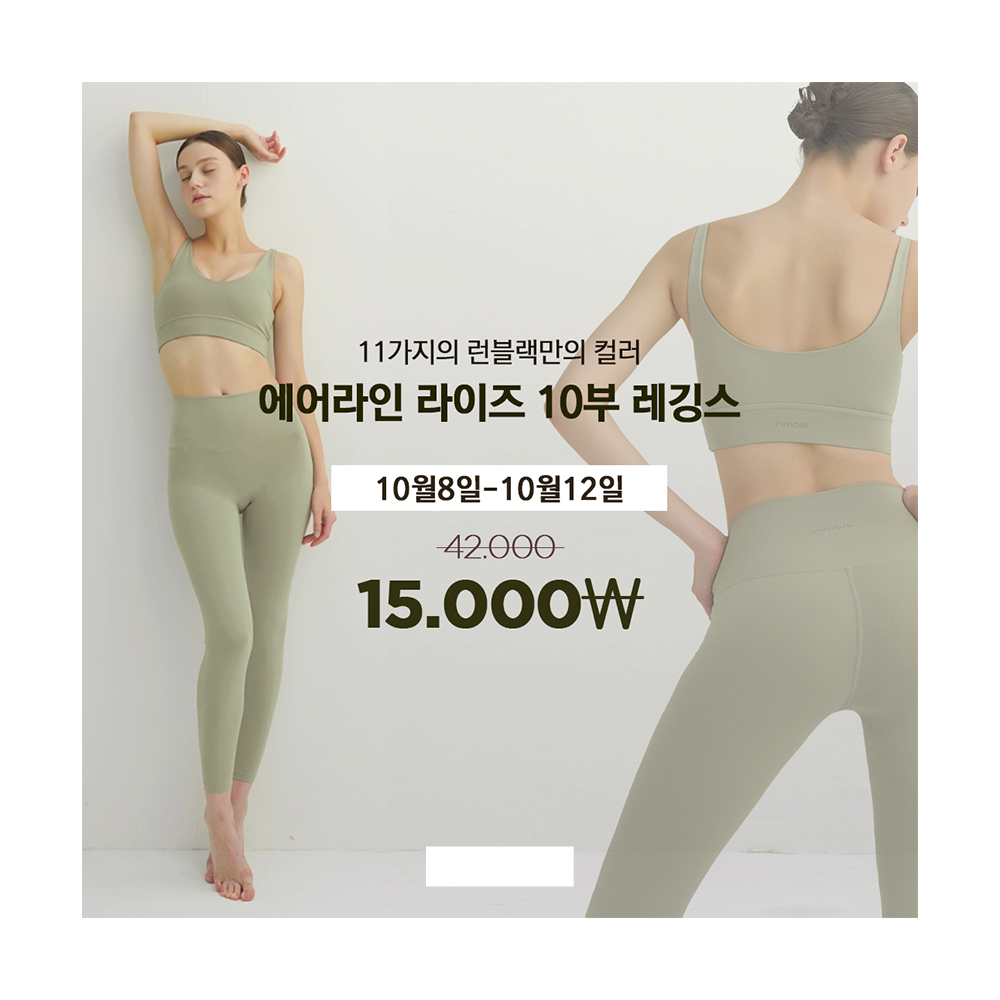 11가지의 런블랙만의 컬러
에어라인 라이즈 10부 레깅스
10월8일-10월12일
42.000
15.000₩